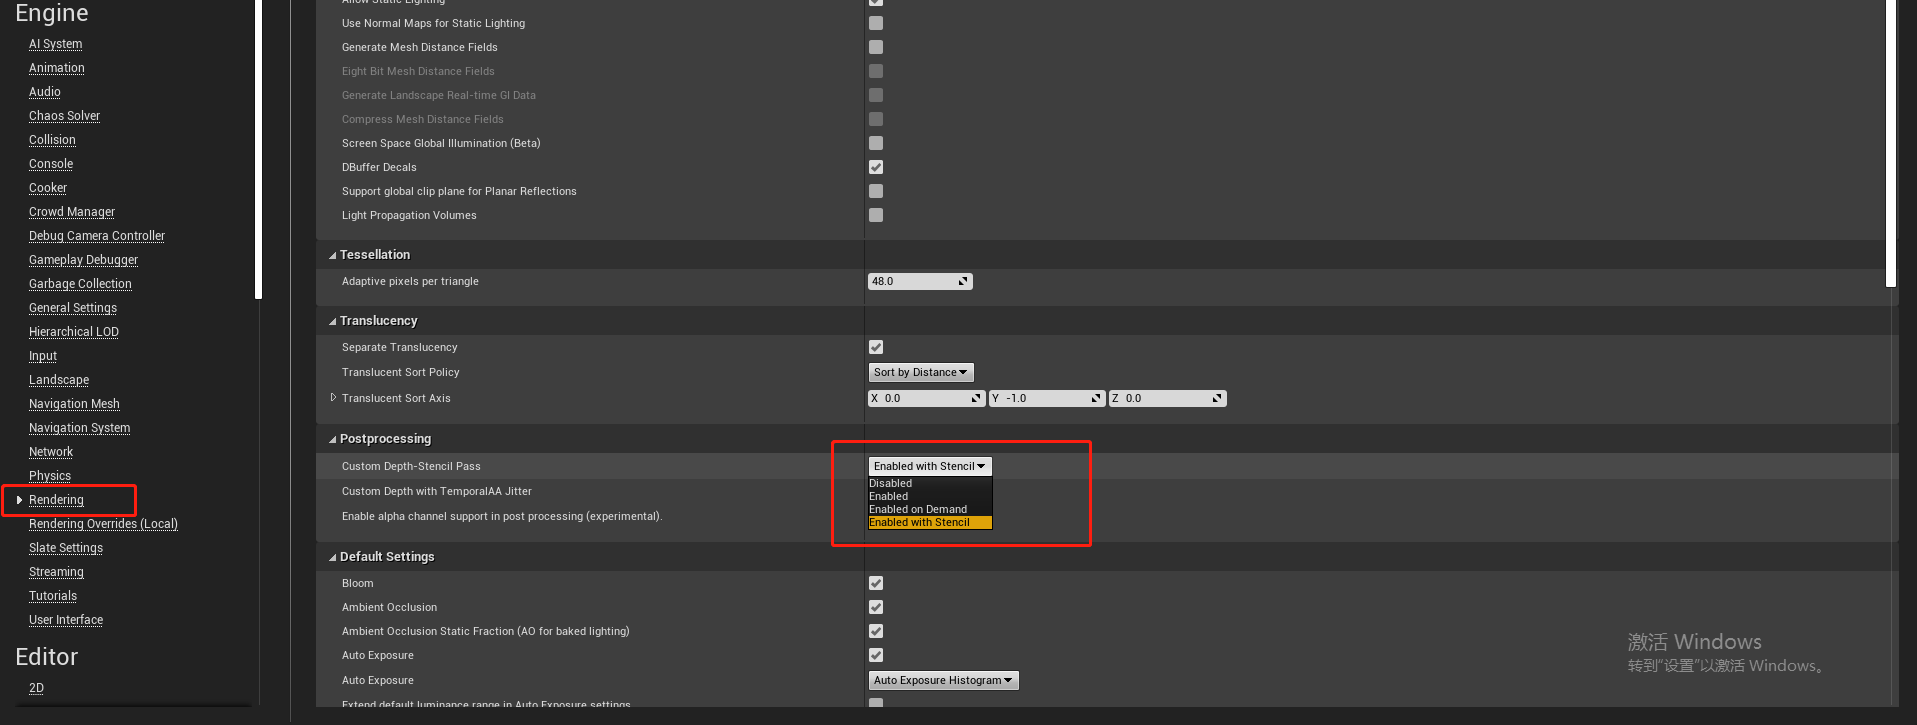 Engine
AI System
Animation
Audio
Chaos Solver
Collision
Console
Cooker
Crowd Manager
Debug Camera Controller
Gameplay Debugger
Garbage Collection
General Settings
Hierarchical LOD
Input
Landscape
Navigation Mesh
Navigation System
Network
Physics
Rendering
Rendering Overrides (Local)
Slate Settings
Streaming
Tutorials
User Interface
Editor
2D
Allow Static Lighting
Use Normal Maps for Static Lighting
Generate Mesh Distance Fields
Eight Bit Mesh Distance Fields
Generate Landscape Real-time GI Data
Compress Mesh Distance Fields
Screen Space Global Illumination (Beta)
DBuffer Decals
Support global clip plane for Planar Reflections
Light Propagation Volumes
Tessellation
Adaptive pixels per triangle 48.0
Translucency
Separate Translucency
Translucent Sort Policy Sort by Distance
Translucent Sort Axis X 0.0 Y -1.0 Z 0.0
Postprocessing
Custom Depth-Stencil Pass Enabled with Stencil
Disabled
Custom Depth with TemporalAA Jitter Enabled
Enabled on Demand
Enable alpha channel support in post processing (experimental). Enabled with Stencil
Default Settings
Bloom
Ambient Occlusion
Ambient Occlusion Static Fraction (AO for baked lighting)
Auto Exposure
Auto Exposure Auto Exposure Histogram
Extend default luminance range in Auto Exposure settings
激活 Windows
转到"设置"以激活 Windows。